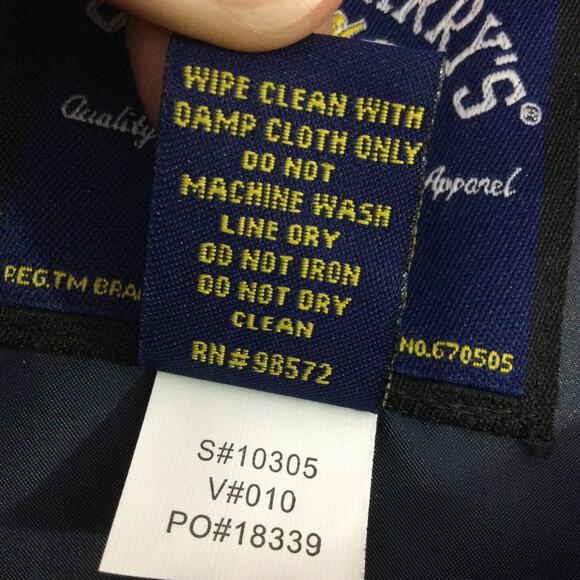 ARRY'S®
Quality
Apparel
REG.TM BRA
NO.670505
WIPE CLEAN WITH
DAMP CLOTH ONLY
DO NOT
MACHINE WASH
LINE DRY
DO NOT IRON
DO NOT DRY
CLEAN
RN#98572
S#10305
V#010
PO#18339